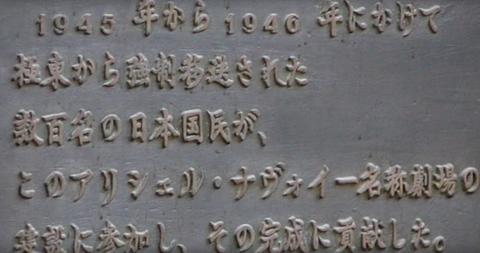 1945 年から 1946 年にかけて
極東から強制移送された
数百名の日本国民が、
このアリシェル・ナヴォイー名称劇場の
建設に参加し、その完成に貢献した。